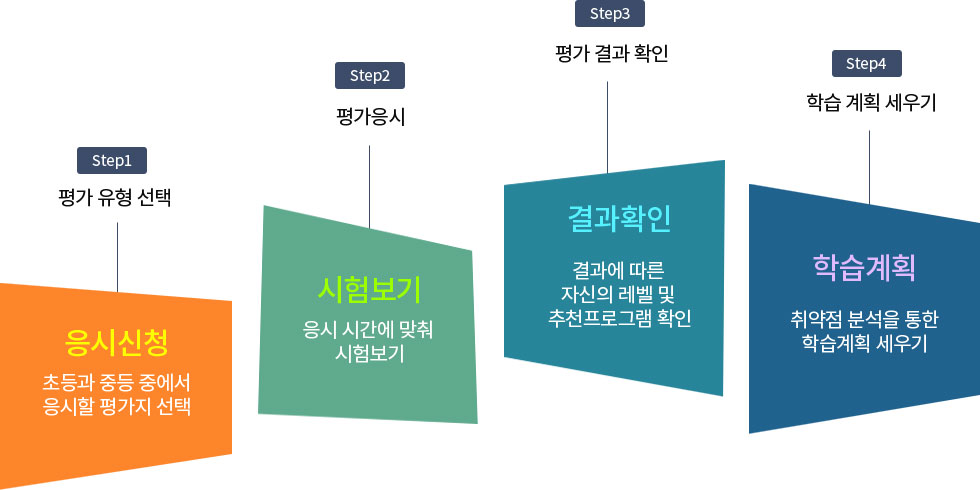 Step1
평가 유형 선택
응시신청
초등과 중등 중에서
응시할 평가지 선택
Step2
평가응시
시험보기
응시 시간에 맞춰
시험보기
Step3
평가 결과 확인
결과확인
결과에 따른
자신의 레벨 및
추천프로그램 확인
Step4
학습 계획 세우기
학습계획
취약점 분석을 통한
학습계획 세우기